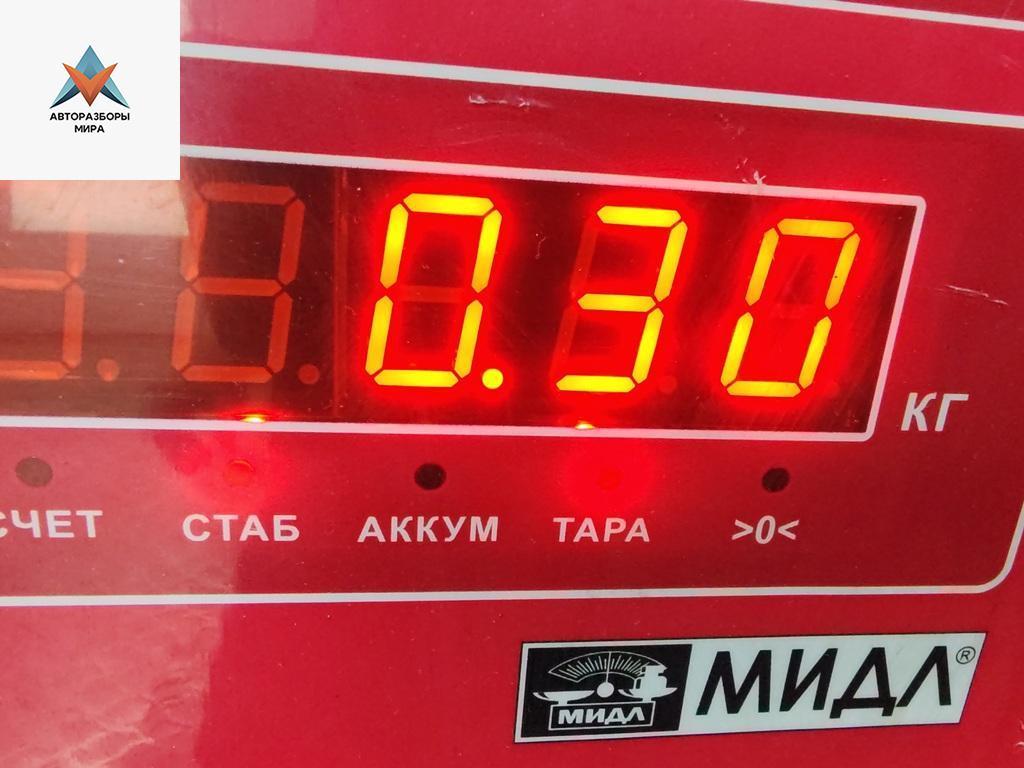 АВТОРАЗБОРЫ
МИРА
0.30
КГ
СЧЕТ СТАБ АККУМ ТАРА >0<
МИДЛ МИДЛ®